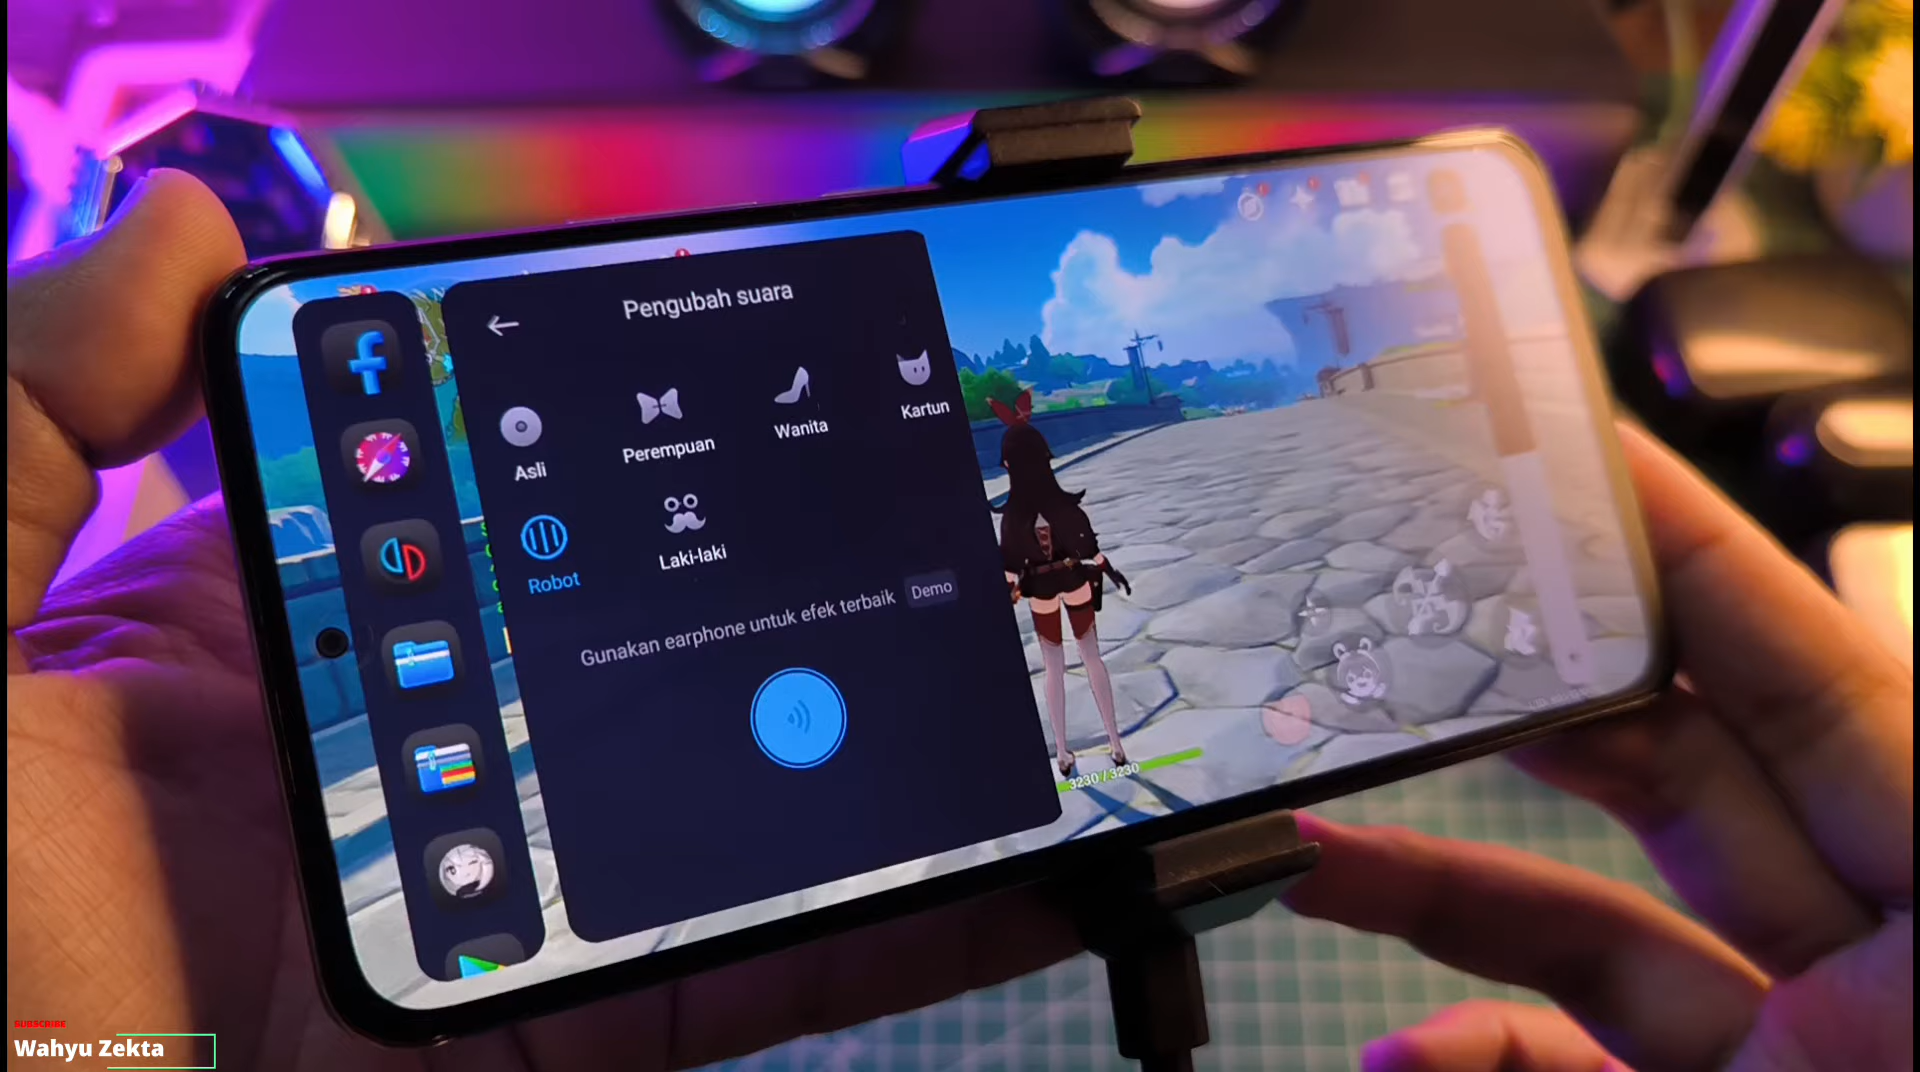 Pengubah suara
Asli
Perempuan
Wanita
Kartun
Robot
Laki-laki
Gunakan earphone untuk efek terbaik
Demo
3230 / 3230
SUBSCRIBE
Wahyu Zekta